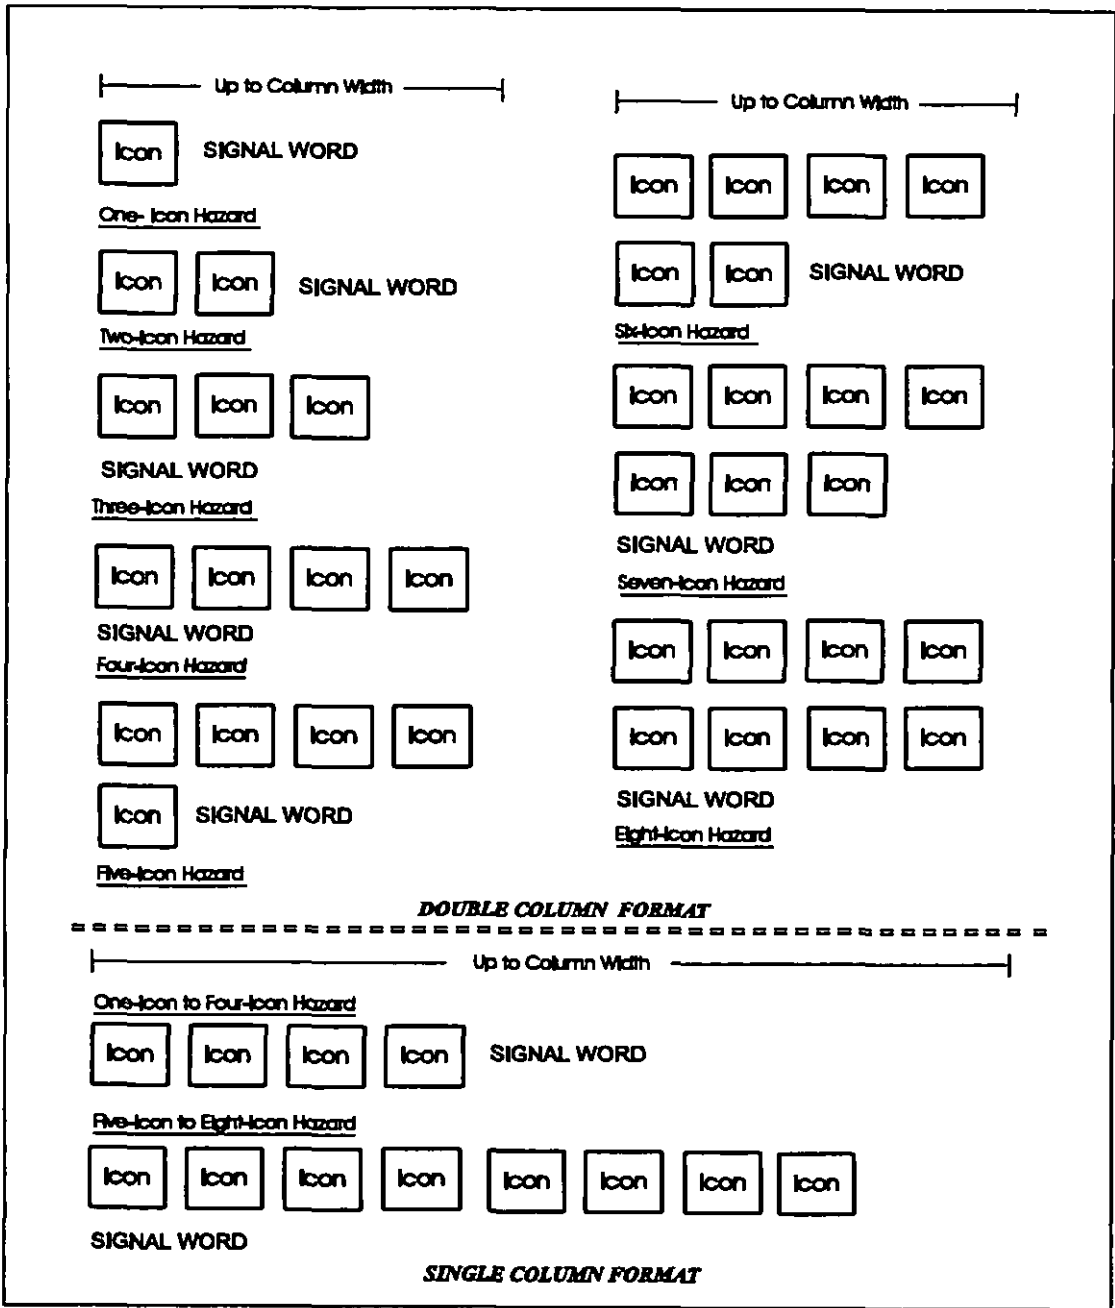 Up to Column Width
Icon SIGNAL WORD
One- Icon Hazard
Icon Icon SIGNAL WORD
Two-Icon Hazard
Icon Icon Icon
SIGNAL WORD
Three-Icon Hazard
Icon Icon Icon Icon
SIGNAL WORD
Four-Icon Hazard
Icon Icon Icon Icon
Icon SIGNAL WORD
Five-Icon Hazard
Up to Column Width
Icon Icon Icon Icon
Icon Icon SIGNAL WORD
Six-Icon Hazard
Icon Icon Icon Icon
Icon Icon Icon
SIGNAL WORD
Seven-Icon Hazard
Icon Icon Icon Icon
Icon Icon Icon Icon
SIGNAL WORD
Eight-Icon Hazard
DOUBLE COLUMN FORMAT
Up to Column Width
One-Icon to Four-Icon Hazard
Icon Icon Icon Icon SIGNAL WORD
Five-Icon to Eight-Icon Hazard
Icon Icon Icon Icon Icon Icon Icon Icon
SIGNAL WORD
SINGLE COLUMN FORMAT